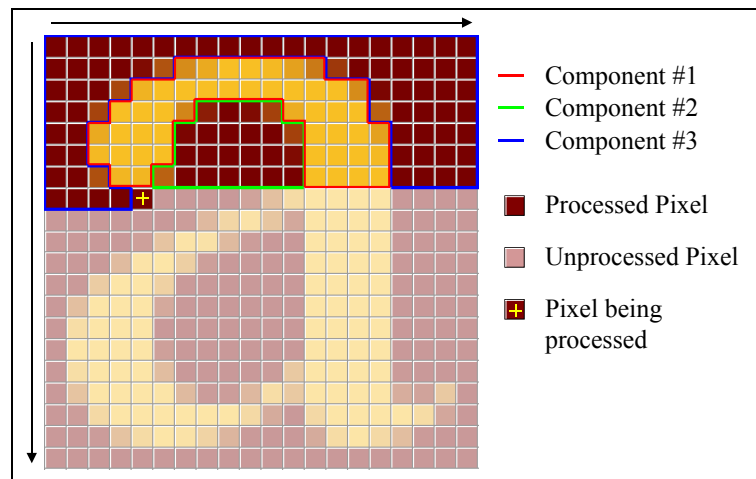 Component #1
Component #2
Component #3
Processed Pixel
Unprocessed Pixel
Pixel being
processed